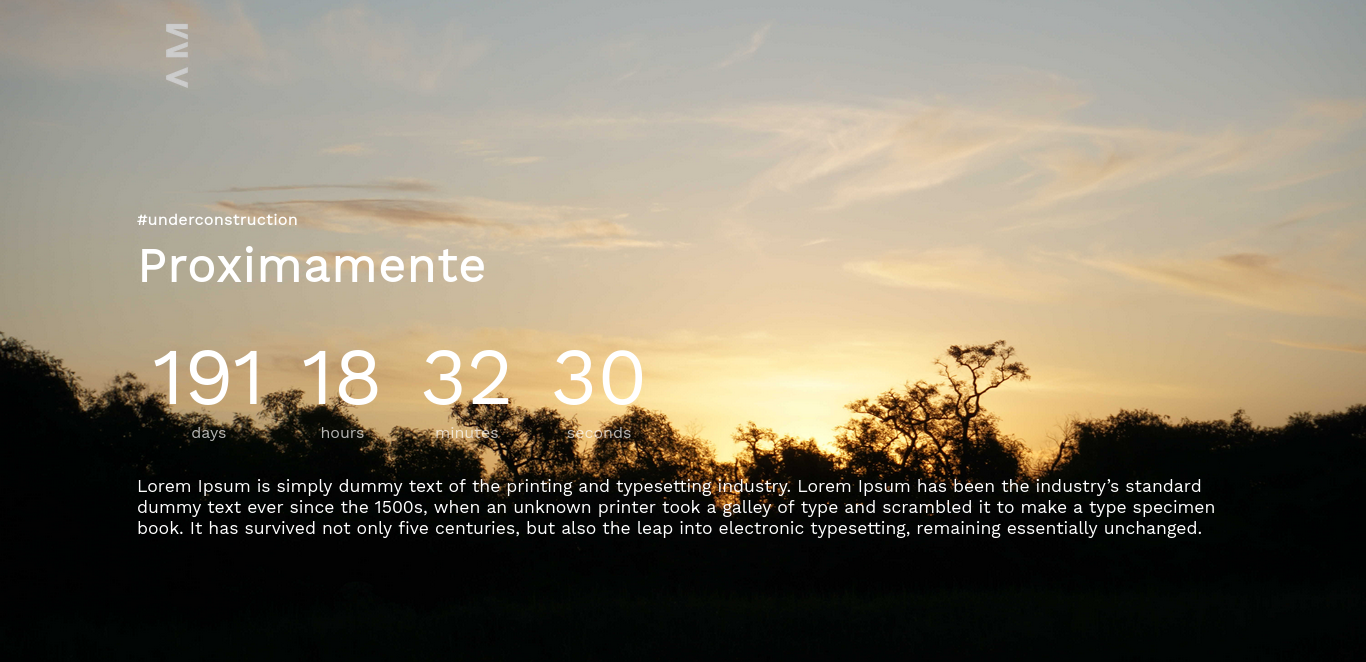 #underconstruction
Proximamente
191 18 32 30
days hours minutes seconds
Lorem Ipsum is simply dummy text of the printing and typesetting industry. Lorem Ipsum has been the industry’s standard
dummy text ever since the 1500s, when an unknown printer took a galley of type and scrambled it to make a type specimen
book. It has survived not only five centuries, but also the leap into electronic typesetting, remaining essentially unchanged.